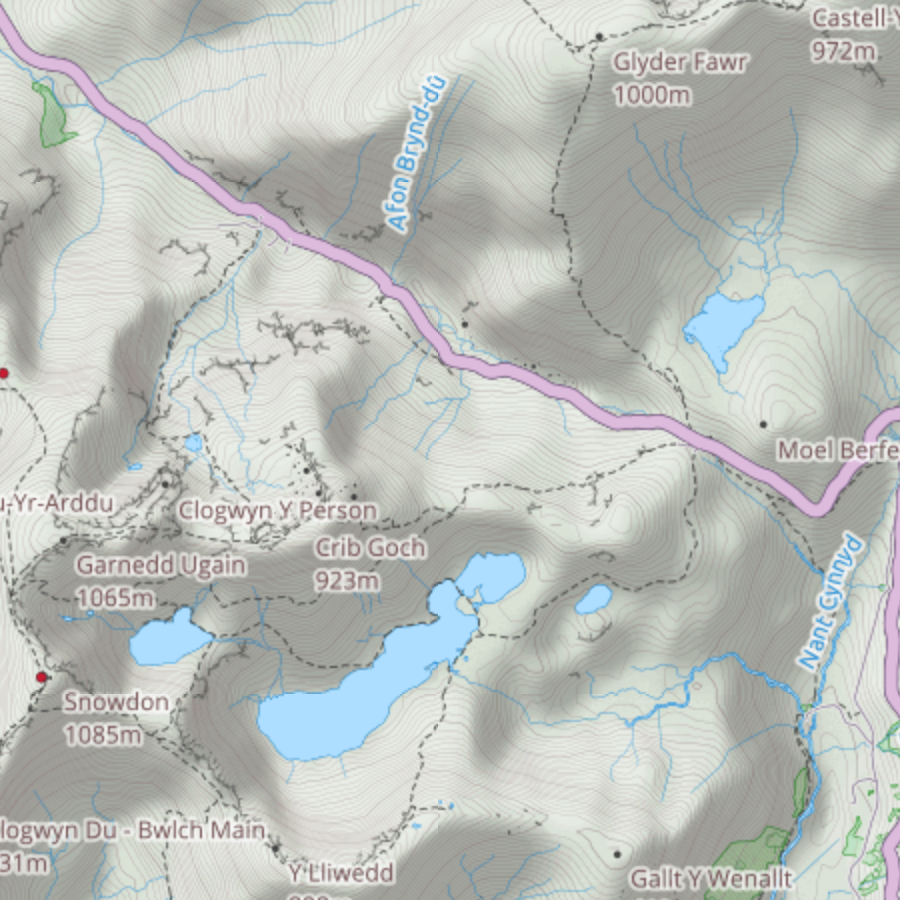 Castell-Y
972m
Glyder Fawr
1000m
Afon Brynd-dû
Moel Berfe
u-Yr-Arddu
Clogwyn Y Person
Crib Goch
923m
Garnedd Ugain
1065m
Nant Cynnyd
Snowdon
1085m
logwyn Du - Bwlch Main
31m
Y Lliwedd
Gallt Y Wenallt